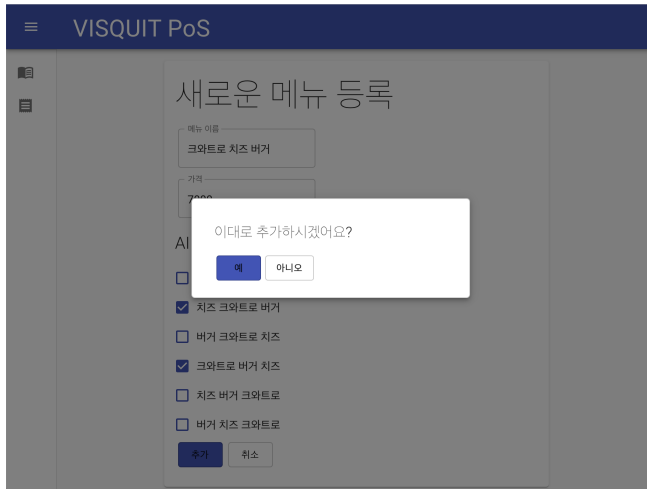 VISQUIT PoS
새로운 메뉴 등록
메뉴 이름
크와트로 치즈 버거
가격
이대로 추가하시겠어요?
예
아니오
치즈 크와트로 버거
버거 크와트로 치즈
크와트로 버거 치즈
치즈 버거 크와트로
버거 치즈 크와트로
추가
취소